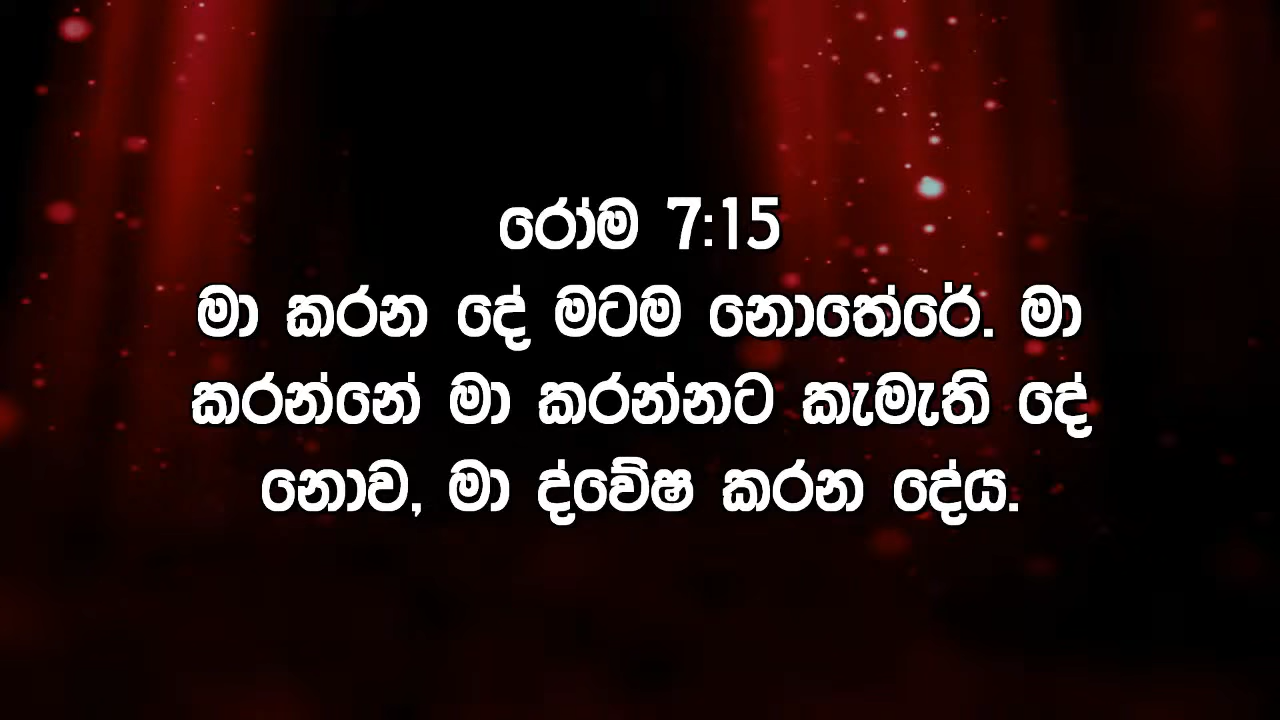 රෝම 7:15
මා කරන දේ මටම නොතේරේ. මා
කරන්නේ මා කරන්නට කැමැති දේ
නොව, මා ද්වේෂ කරන දේය.